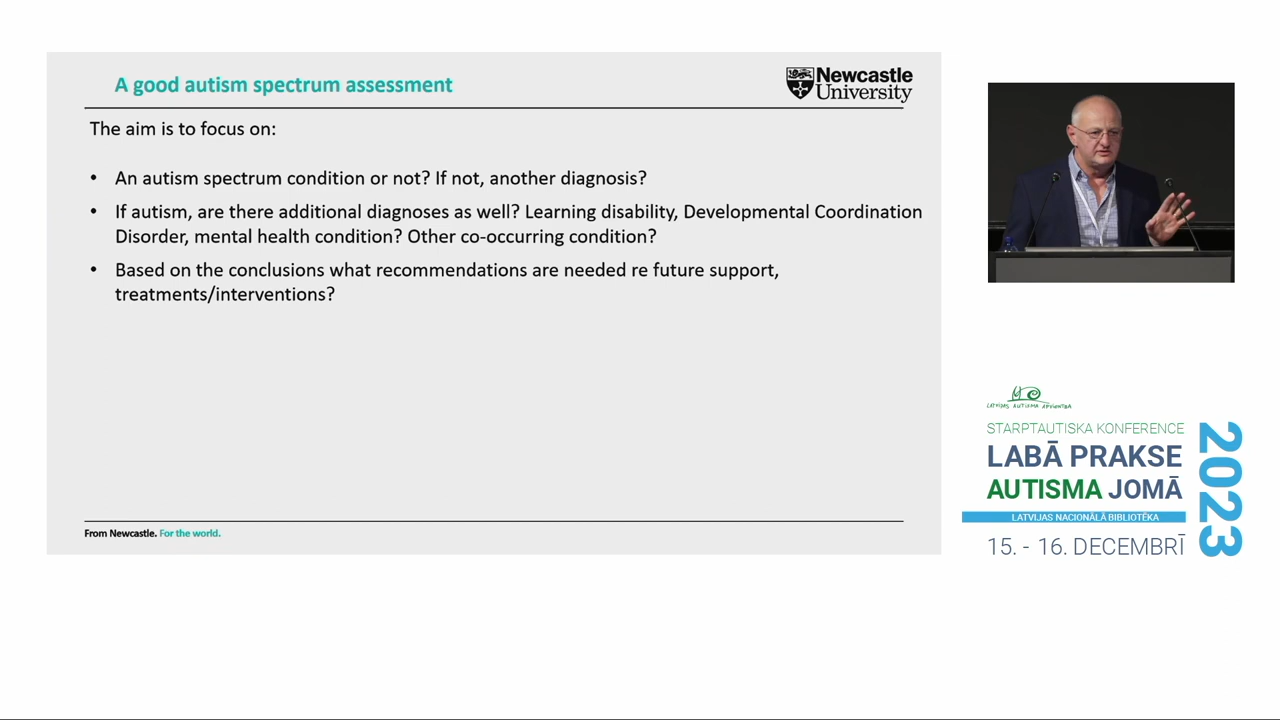 A good autism spectrum assessment
Newcastle
University
The aim is to focus on:
• An autism spectrum condition or not? If not, another diagnosis?
• If autism, are there additional diagnoses as well? Learning disability, Developmental Coordination
Disorder, mental health condition? Other co-occurring condition?
• Based on the conclusions what recommendations are needed re future support,
treatments/interventions?
From Newcastle. For the world.
LATVIJAS AUTISMA APVIENĪBA
STARPTAUTISKA KONFERENCE
LABĀ PRAKSE
AUTISMA JOMĀ
LATVIJAS NACIONĀLĀ BIBLIOTĒKA
15. - 16. DECEMBRĪ
2023